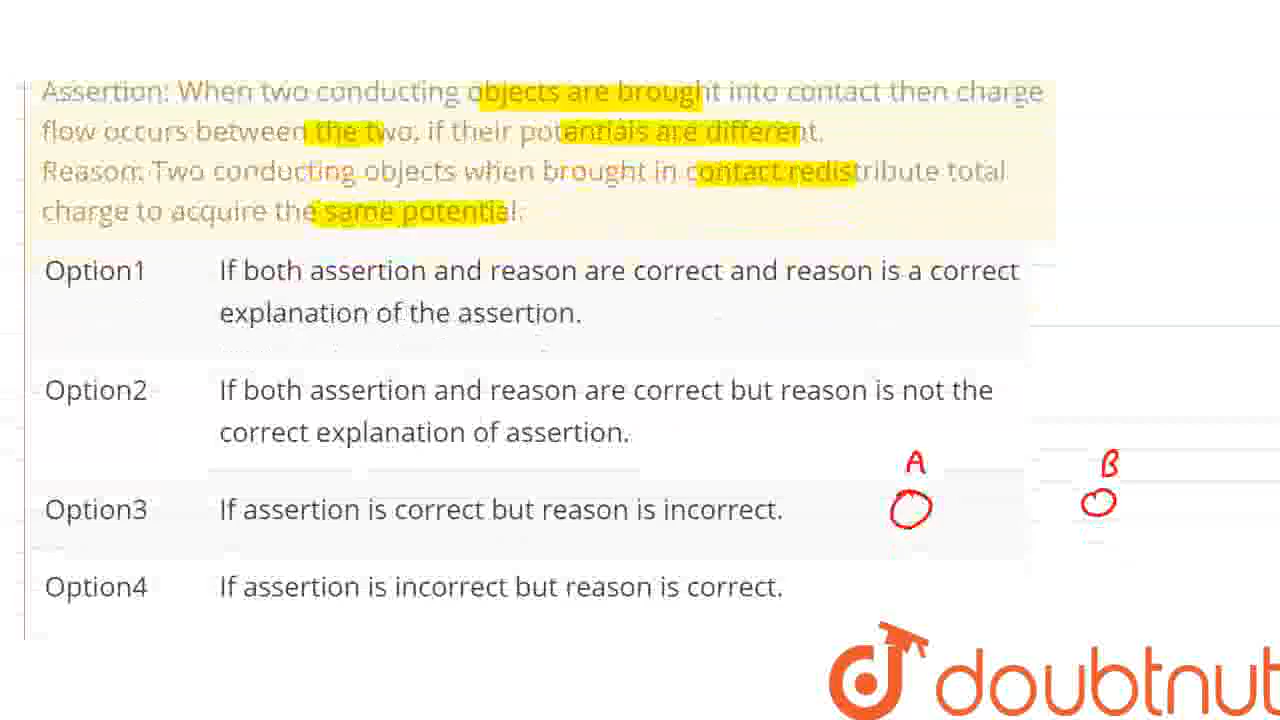 Assertion: When two conducting objects are brought into contact then charge
flow occurs between the two, if their potantials are different.
Reason: Two conducting objects when brought in contact redistribute total
charge to acquire the same potential.
Option1 If both assertion and reason are correct and reason is a correct
explanation of the assertion.
Option2 If both assertion and reason are correct but reason is not the
correct explanation of assertion.
A B
Option3 If assertion is correct but reason is incorrect.
Option4 If assertion is incorrect but reason is correct.
doubtnut